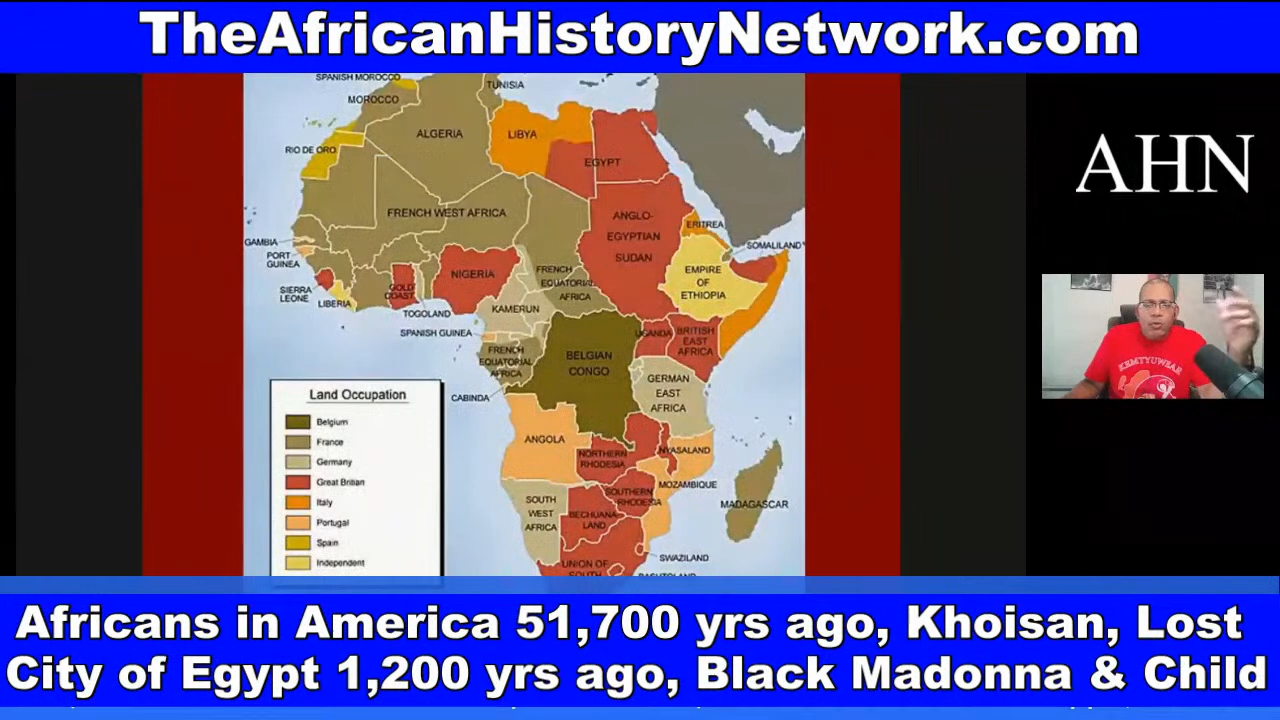 TheAfricanHistoryNetwork.com
SPANISH MOROCCO
TUNISIA
MOROCCO
ALGERIA
LIBYA
EGYPT
RIO DE ORO
FRENCH WEST AFRICA
ANGLO-
EGYPTIAN
SUDAN
ERITREA
SOMALILAND
GAMBIA
PORT
GUINEA
SIERRA
LEONE
LIBERIA
GOLD
COAST
TOGOLAND
NIGERIA
FRENCH
EQUATORIAL
AFRICA
EMPIRE
OF
ETHIOPIA
KAMERUN
SPANISH GUINEA
UGANDA
BRITISH
EAST
AFRICA
FRENCH
EQUATORIAL
AFRICA
BELGIAN
CONGO
GERMAN
EAST
AFRICA
CABINDA
ANGOLA
NORTHERN
RHODESIA
NYASALAND
MOZAMBIQUE
SOUTH
WEST
AFRICA
BECHUANA-
LAND
SOUTHERN
RHODESIA
MADAGASCAR
SWAZILAND
UNION OF
Land Occupation
Belgium
France
Germany
Great Britian
Italy
Portugal
Spain
Independent
AHN
KEMTYUWEAR
Africans in America 51,700 yrs ago, Khoisan, Lost
City of Egypt 1,200 yrs ago, Black Madonna & Child